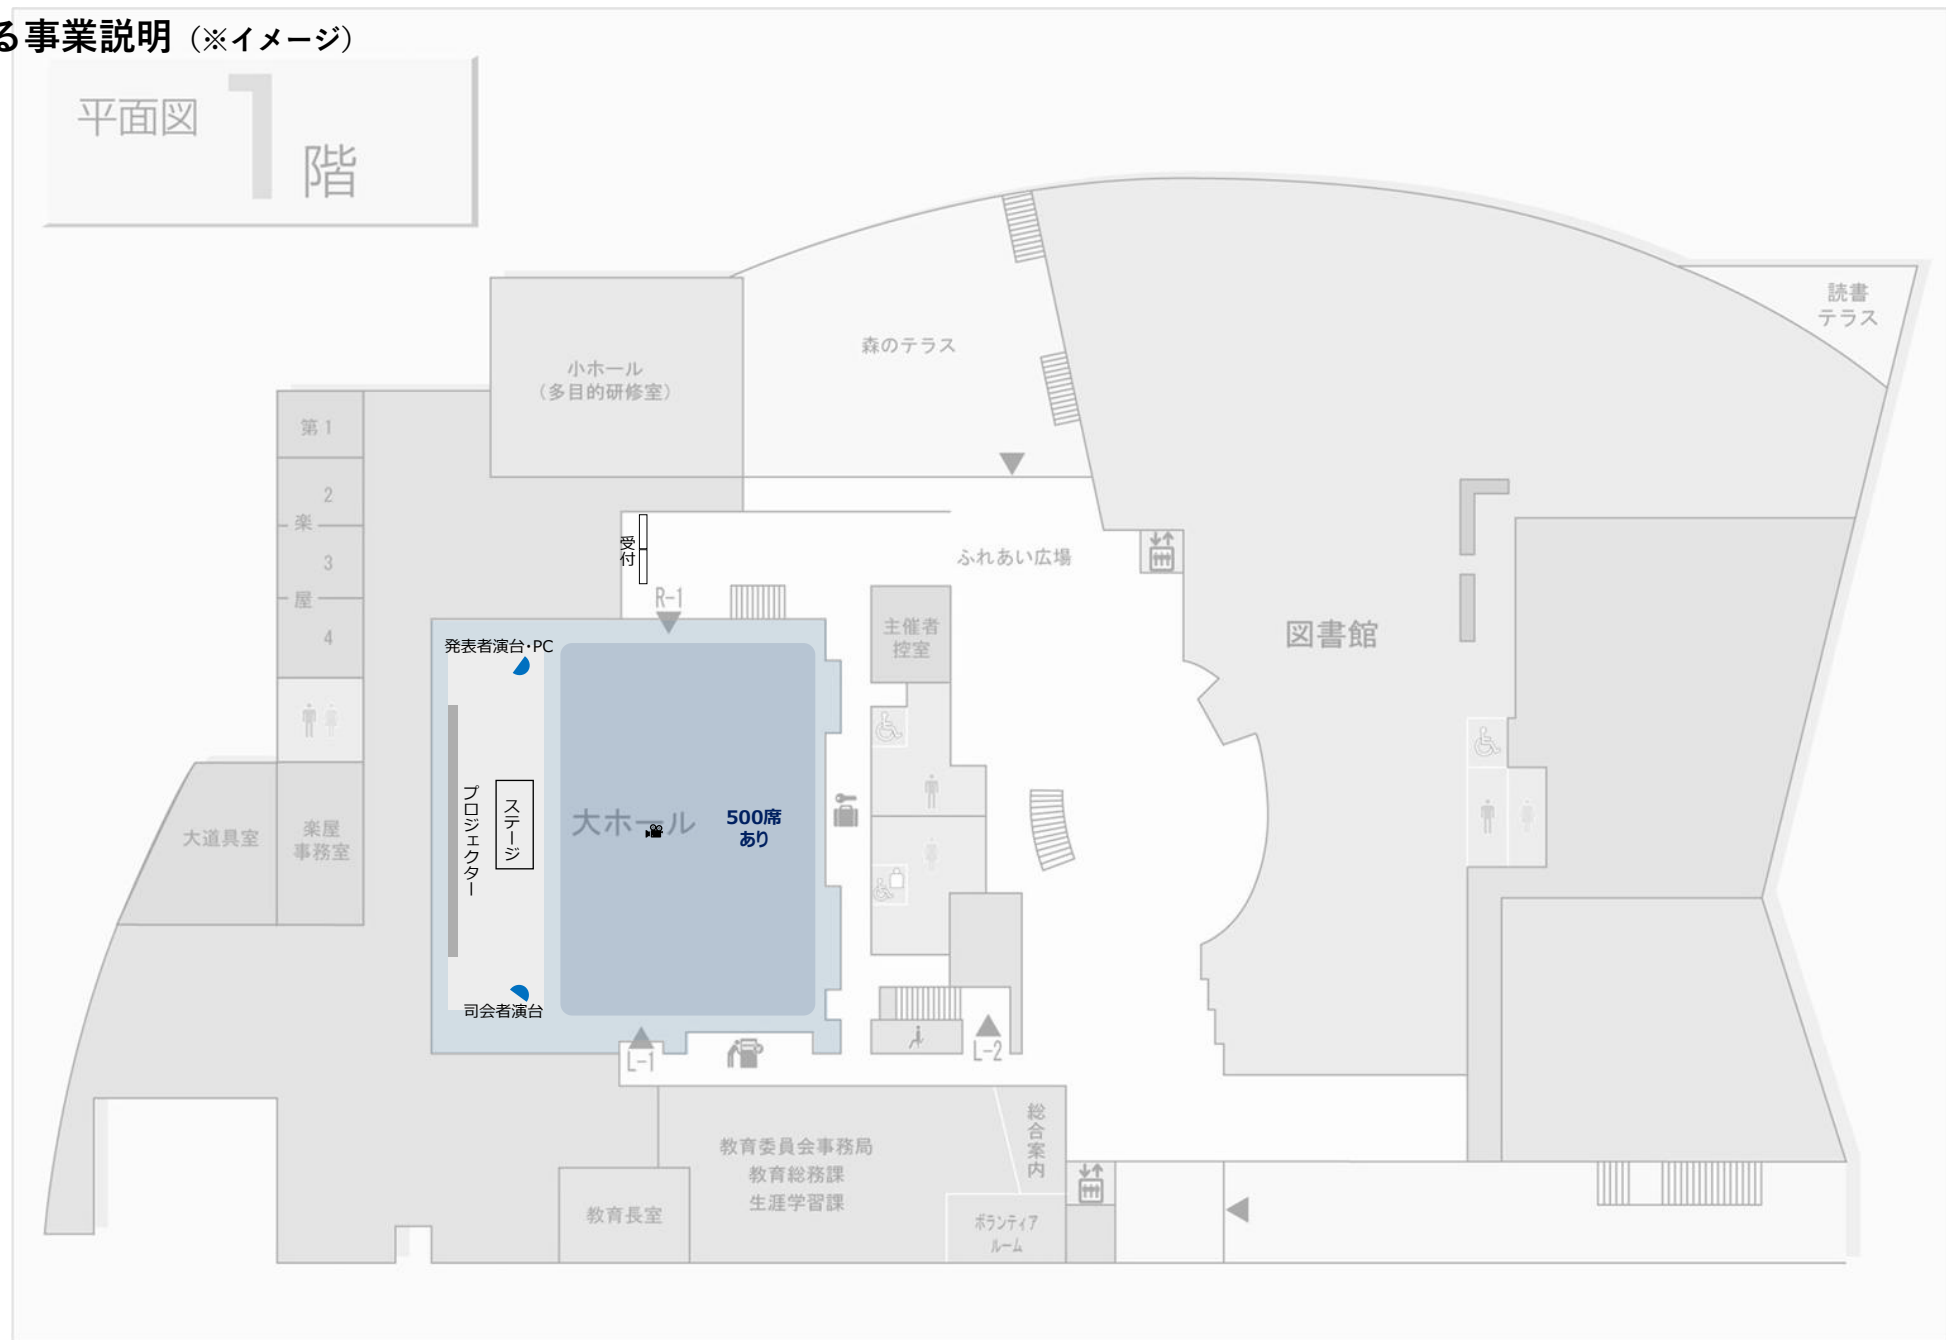 る事業説明（※イメージ）
平面図 1階
読書
テラス
森のテラス
小ホール
（多目的研修室）
第1
2
楽
3
屋
4
受付
ふれあい広場
R-1
主催者
控室
図書館
発表者演台・PC
プロジェクター
ステージ
大ホール
500席
あり
大道具室
楽屋
事務室
司会者演台
L-1
L-2
総合案内
教育委員会事務局
教育総務課
生涯学習課
教育長室
ボランティア
ルーム